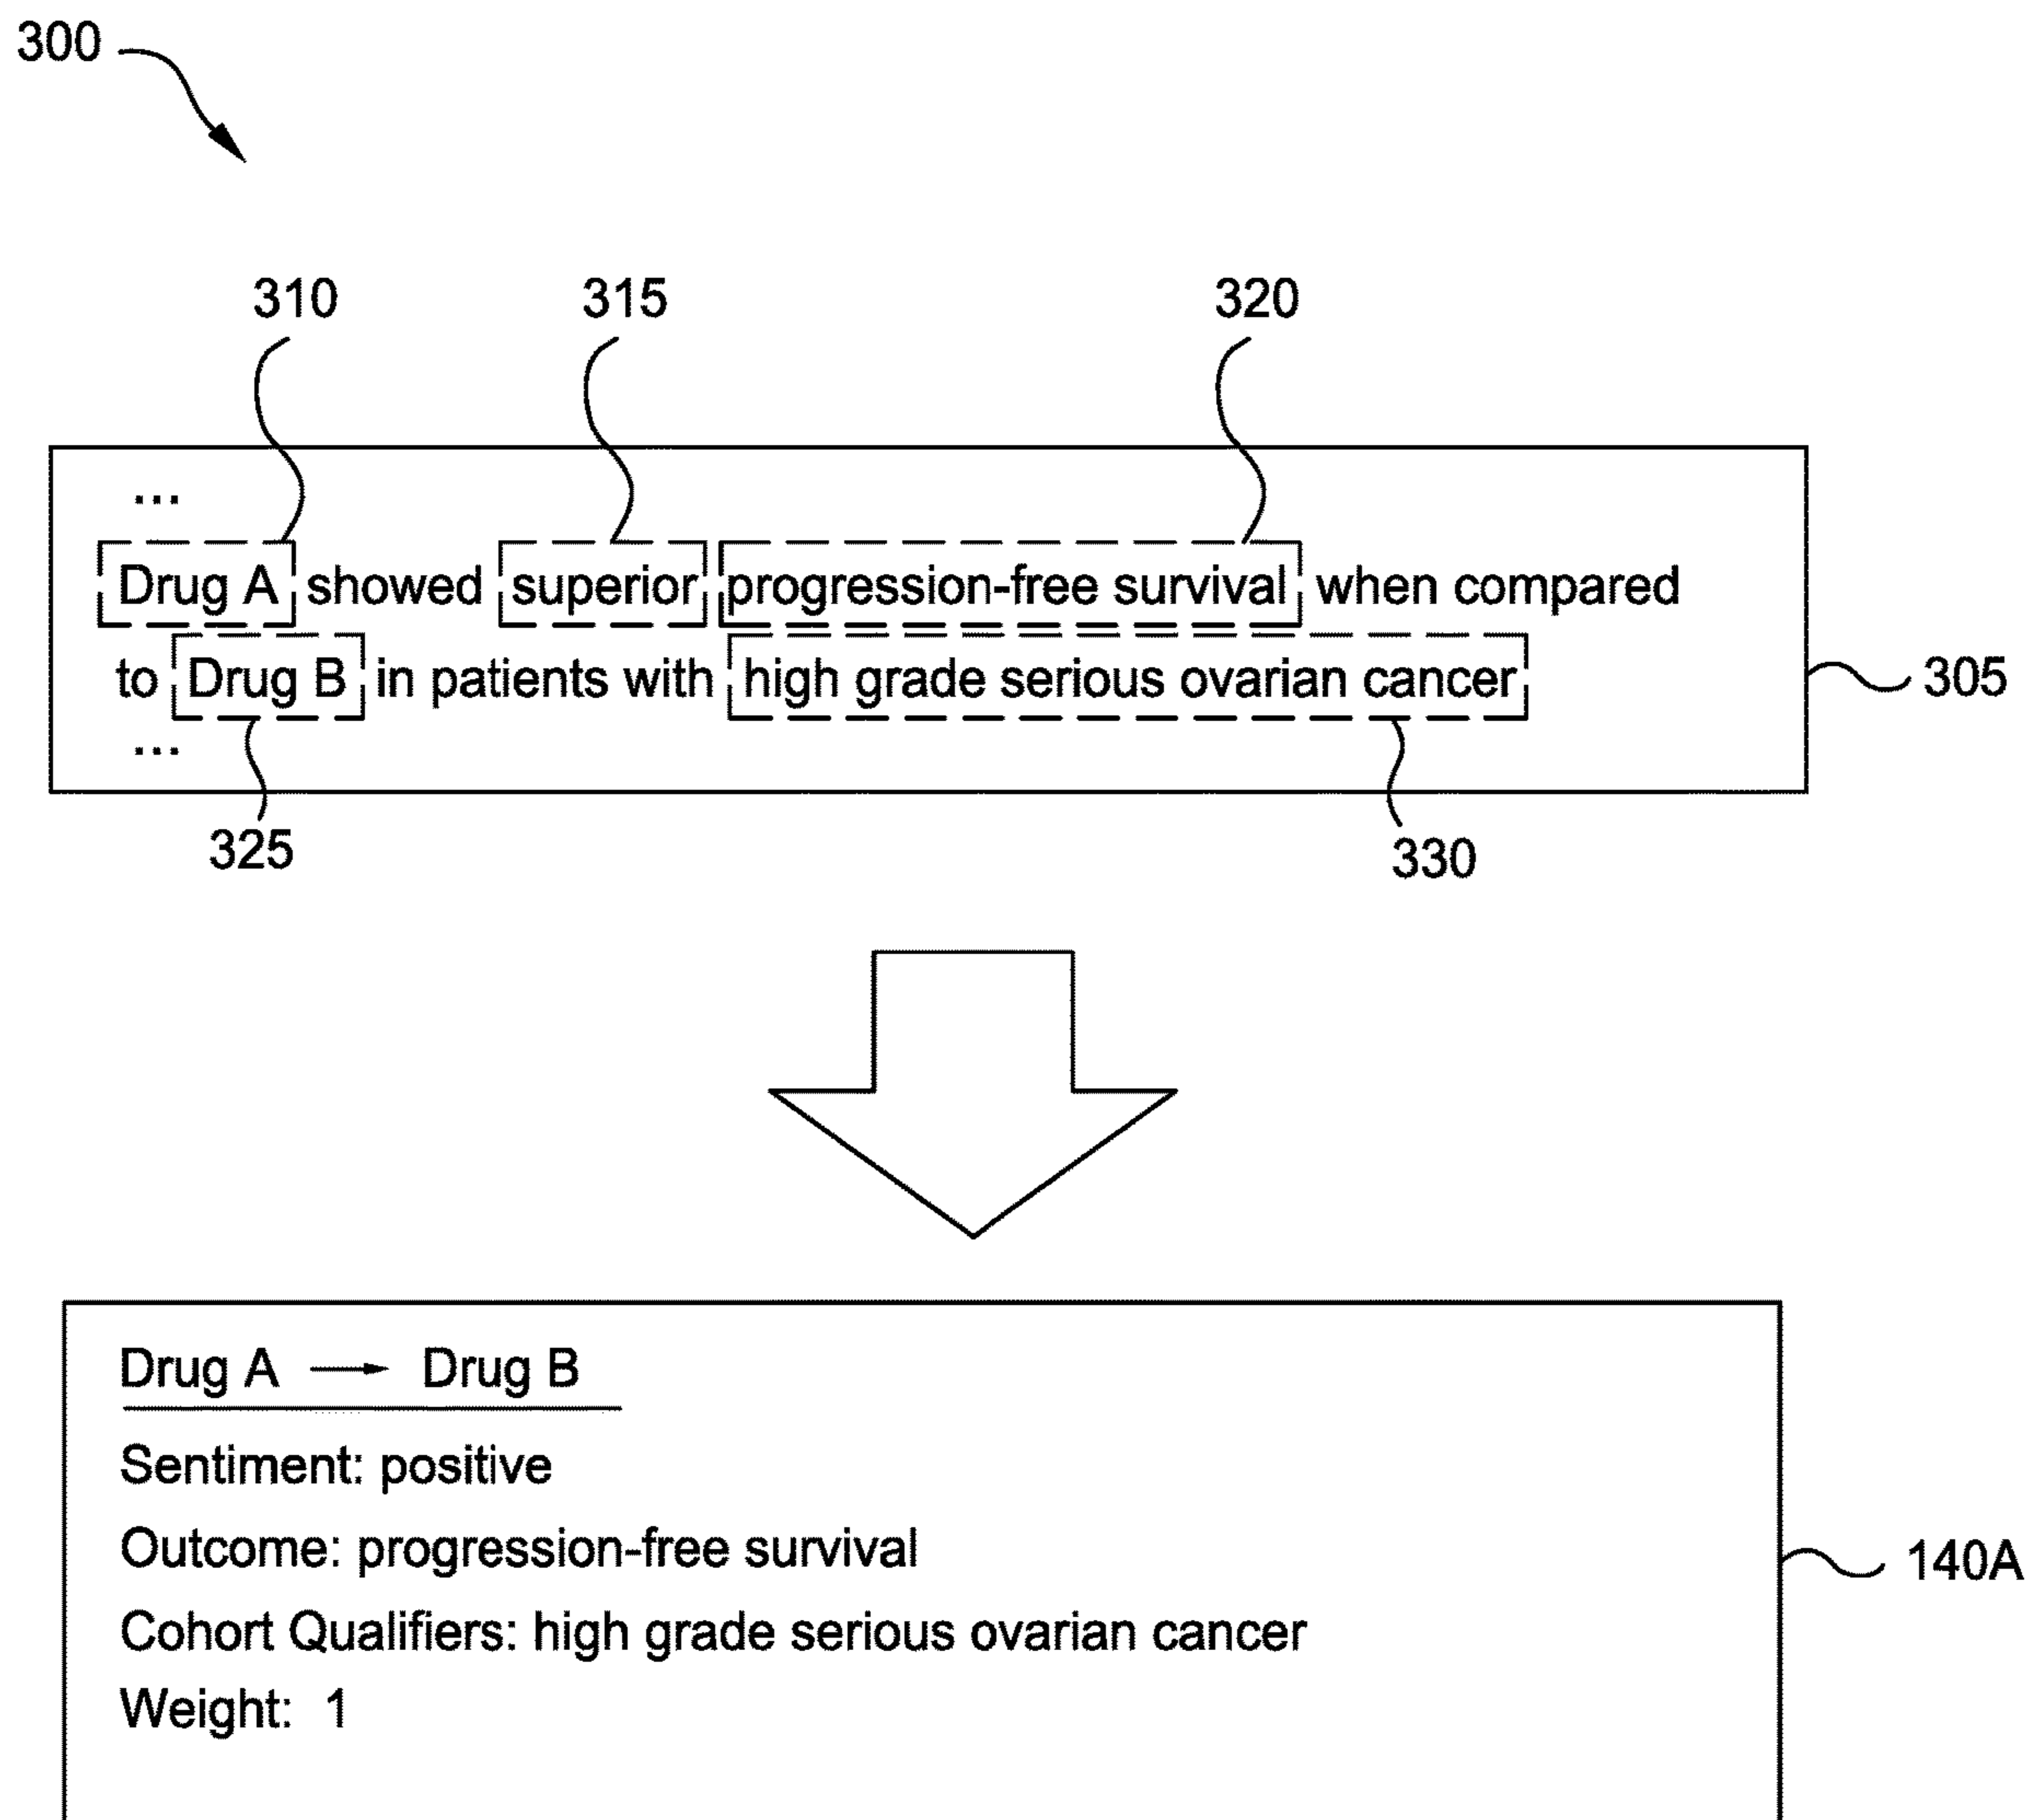 300
310 315 320
...
Drug A showed superior progression-free survival when compared
to Drug B in patients with high grade serious ovarian cancer
305
...
325 330
Drug A → Drug B
Sentiment: positive
Outcome: progression-free survival
140A
Cohort Qualifiers: high grade serious ovarian cancer
Weight: 1